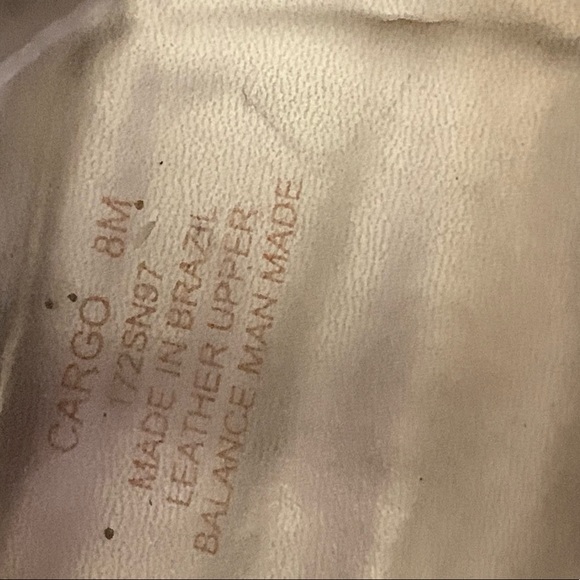 CARGO 8M
172SN97
MADE IN BRAZIL
LEATHER UPPER
BALANCE MAN MADE